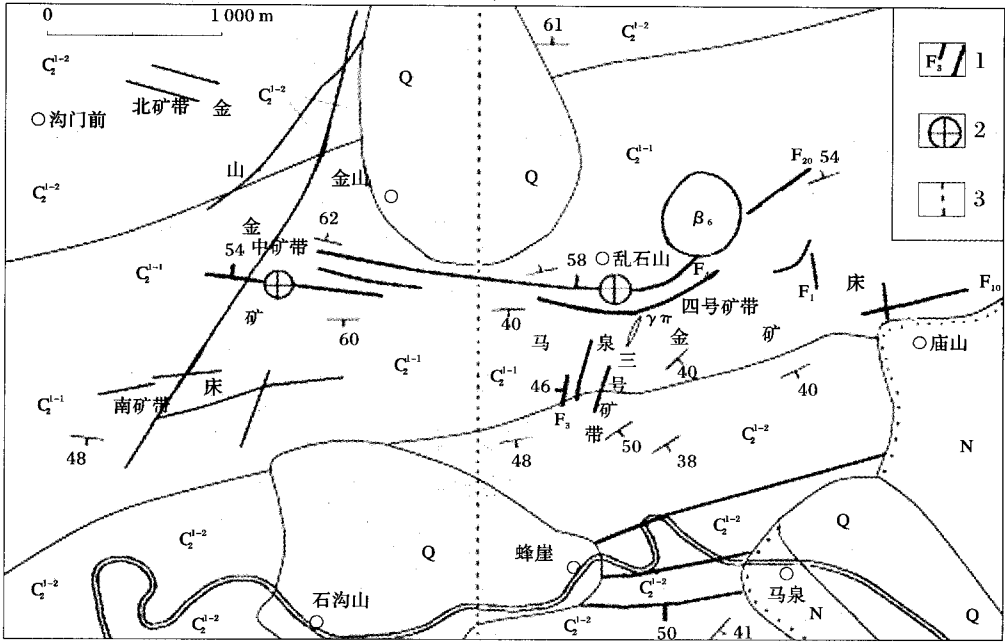 0 1 000 m
61
C₂¹⁻²
C₂¹⁻²
F₃ 1
2
3
C₂¹⁻²
Q
北矿带 金
沟门前
C₂¹⁻¹
F₂₀ 54
山
金山
Q
C₂¹⁻²
β₆
金
62
中矿带
54
乱石山
58
C₂¹⁻¹
F₁
床
F₁₀
四号矿带
矿
60
40
γπ
马 泉 金 矿
庙山
三
C₂¹⁻¹
C₂¹⁻¹
46
号
40
40
床
C₂¹⁻¹
南矿带
F₃
矿
带
50
C₂¹⁻²
48
48
38
N
C₂¹⁻²
C₂¹⁻²
Q
Q
蜂崖
C₂¹⁻²
C₂¹⁻²
马泉
石沟山
C₂¹⁻²
N
Q
C₂¹⁻²
50
41